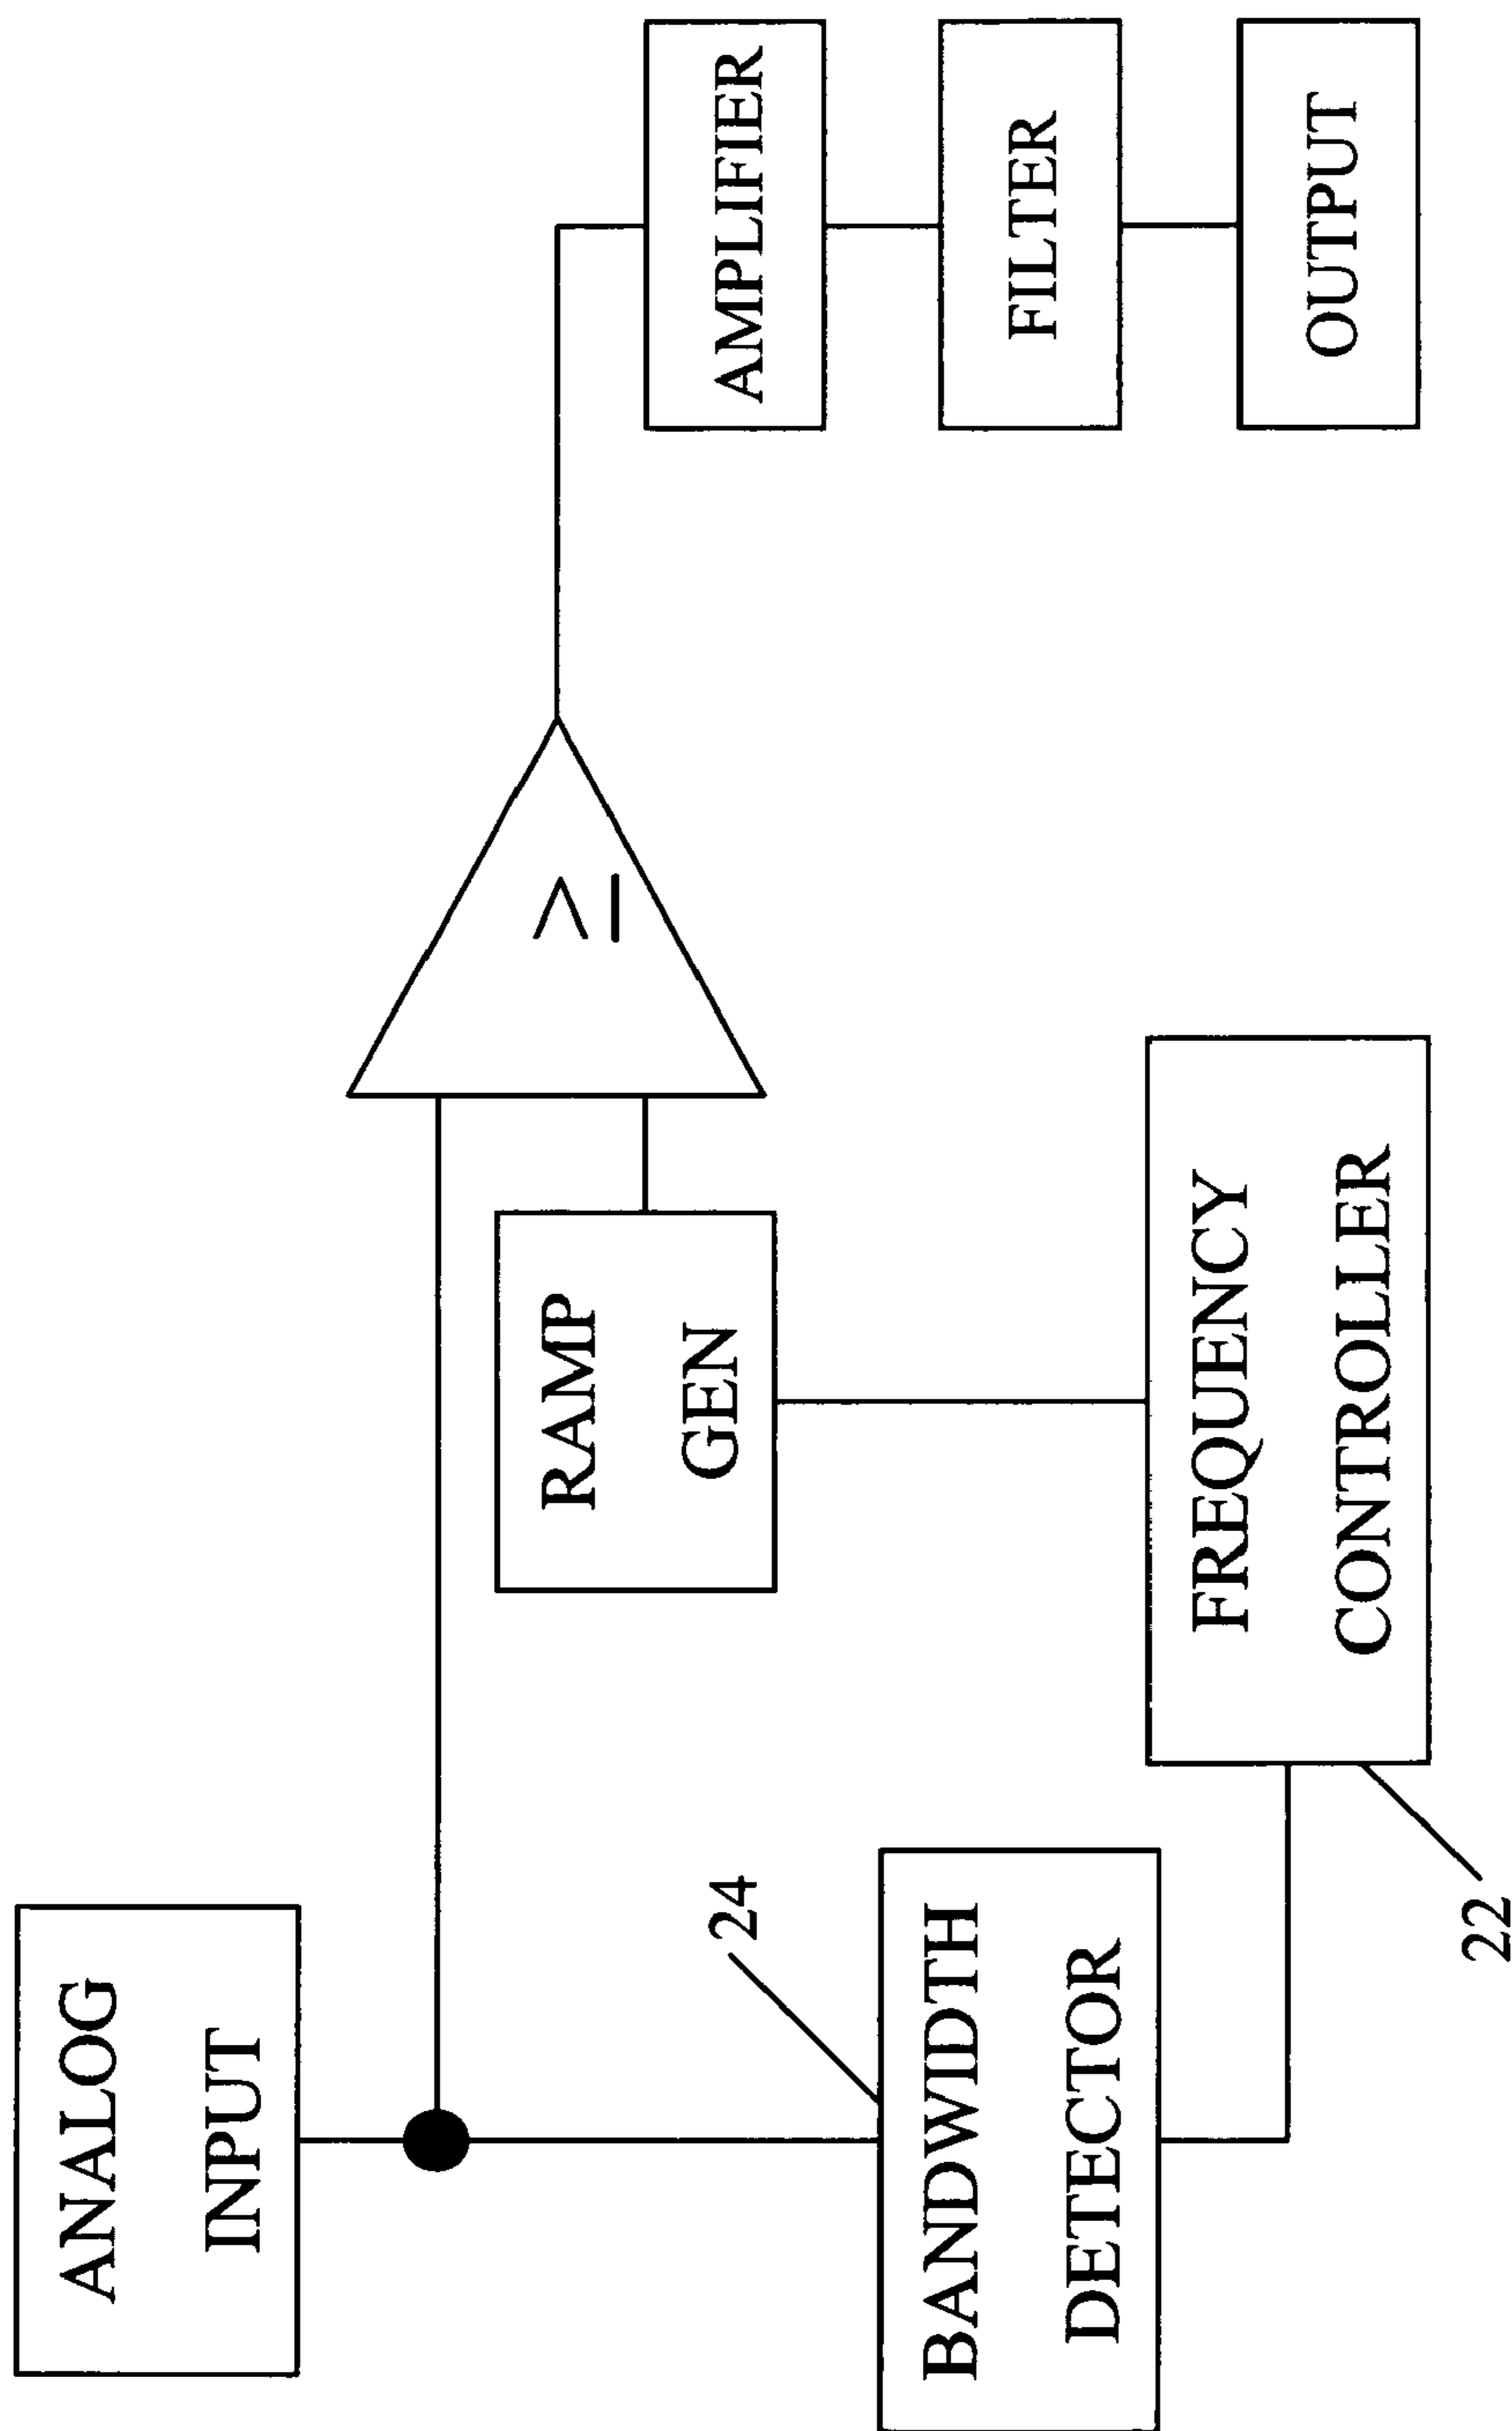 ANALOG
INPUT
24
BANDWIDTH
DETECTOR
22
RAMP
GEN
FREQUENCY
CONTROLLER
≥
AMPLIFIER
FILTER
OUTPUT